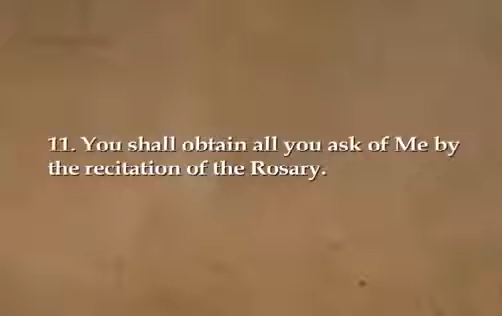 11. You shall obtain all you ask of Me by
the recitation of the Rosary.